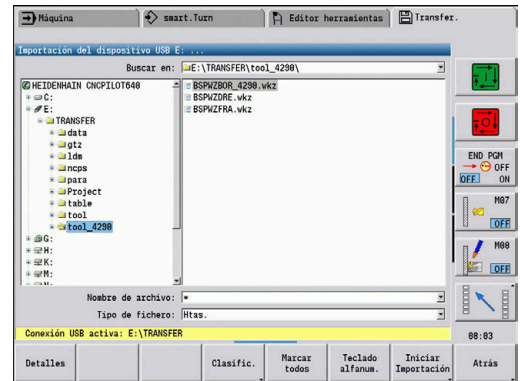 Máquina
smart.Turn
Editor herramientas
Transfer.
Importación del dispositivo USB E: ...
Buscar en: E:\TRANSFER\tool_4290\
HEIDENHAIN CNCPILOT640
C:
E:
TRANSFER
data
gtz
ldm
ncps
para
Project
table
tool
tool_4290
G:
H:
K:
M:
BSPWZBOR_4290.vkz
BSPWZDRE.vkz
BSPWZFRA.vkz
Nombre de archivo: *
Tipo de fichero: Htas.
Conexión USB activa: E:\TRANSFER
END PGM
OFF
OFF ON
M07
OFF
M08
OFF
08:03
Detalles
Clasific.
Marcar todos
Teclado alfanum.
Iniciar Importación
Atrás